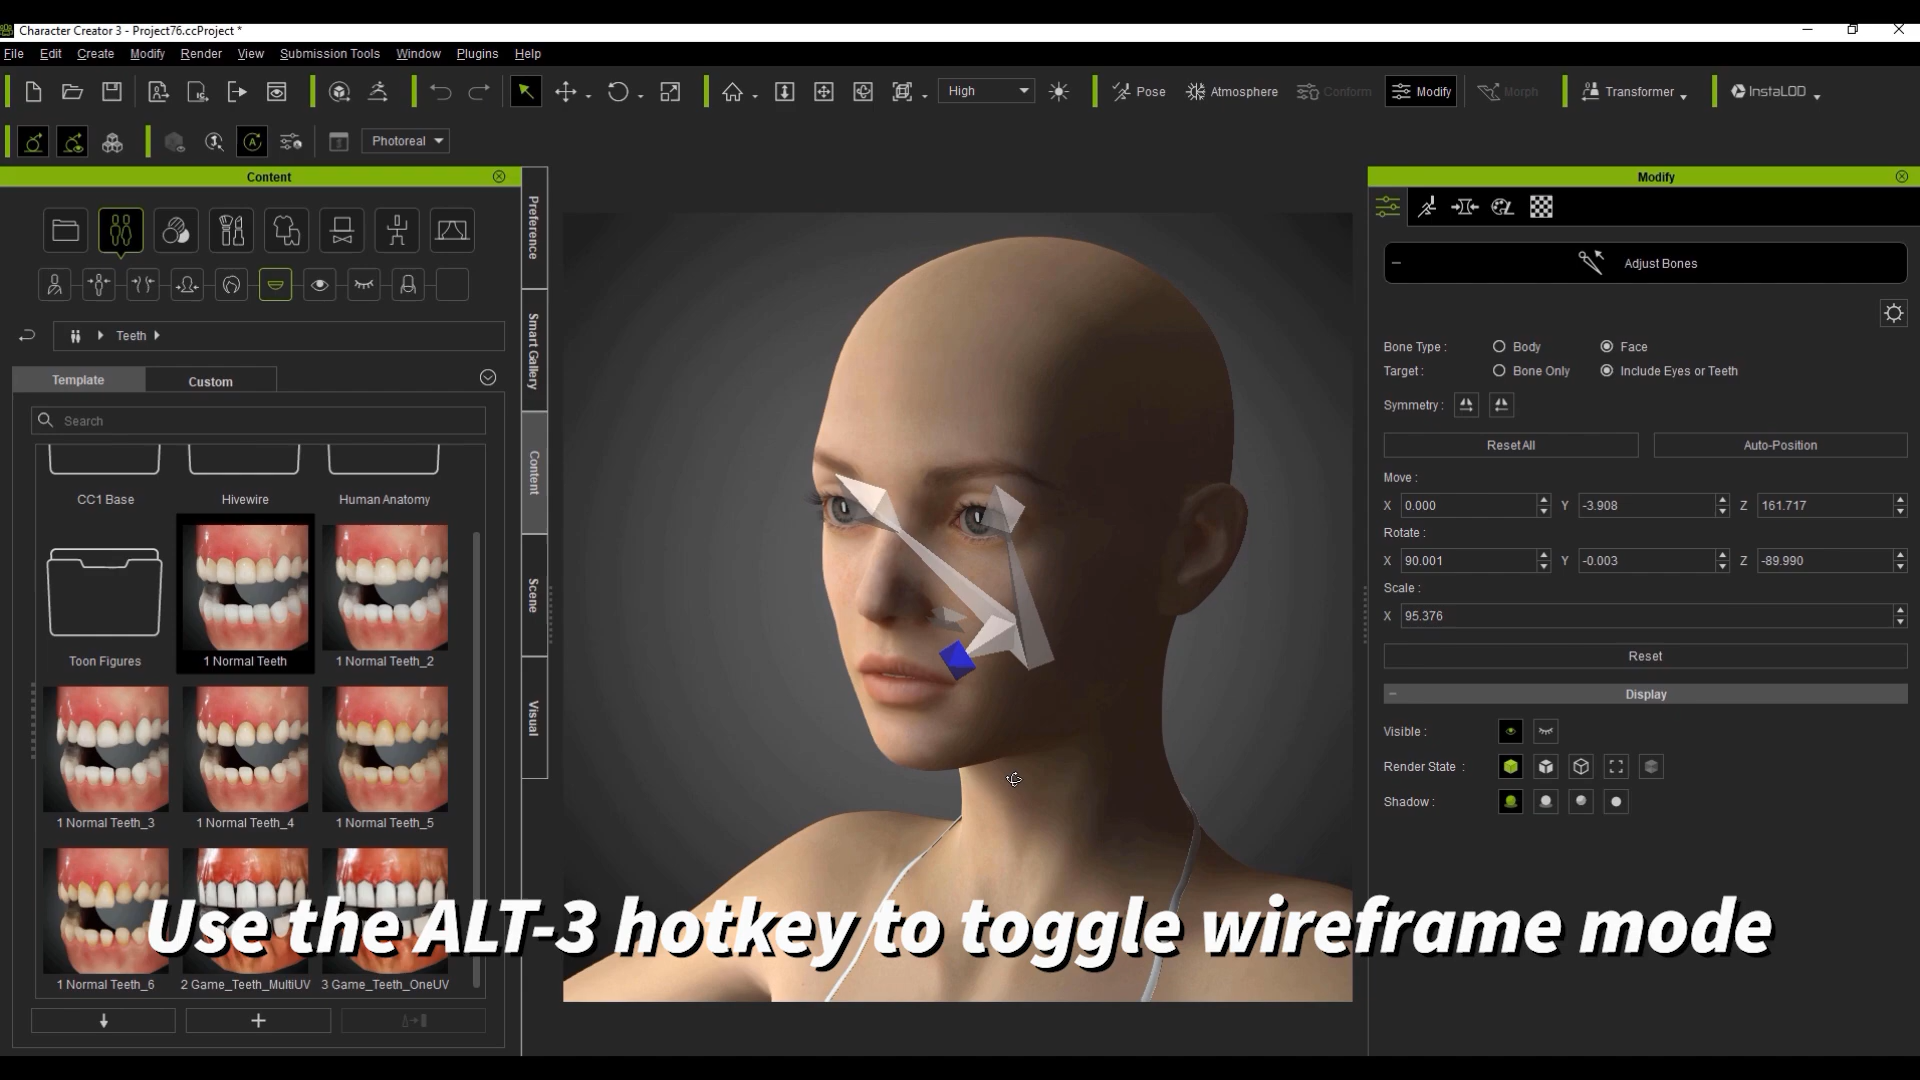 Character Creator 3 - Project76.ccProject *
File Edit Create Modify Render View Submission Tools Window Plugins Help
High Pose Atmosphere Conform Modify Morph Transformer InstaLOD
Photoreal
Content
Teeth
Template Custom
Search
CC1 Base Hivewire Human Anatomy
Toon Figures 1 Normal Teeth 1 Normal Teeth_2
1 Normal Teeth_3 1 Normal Teeth_4 1 Normal Teeth_5
1 Normal Teeth_6 2 Game_Teeth_MultiUV 3 Game_Teeth_OneUV
Preference
Smart Gallery
Content
Scene
Visual
Modify
Adjust Bones
Bone Type : Body Face
Target : Bone Only Include Eyes or Teeth
Symmetry :
Reset All Auto-Position
Move :
X 0.000 Y -3.908 Z 161.717
Rotate :
X 90.001 Y -0.003 Z -89.990
Scale :
X 95.376
Reset
Display
Visible :
Render State :
Shadow :
Use the ALT-3 hotkey to toggle wireframe mode